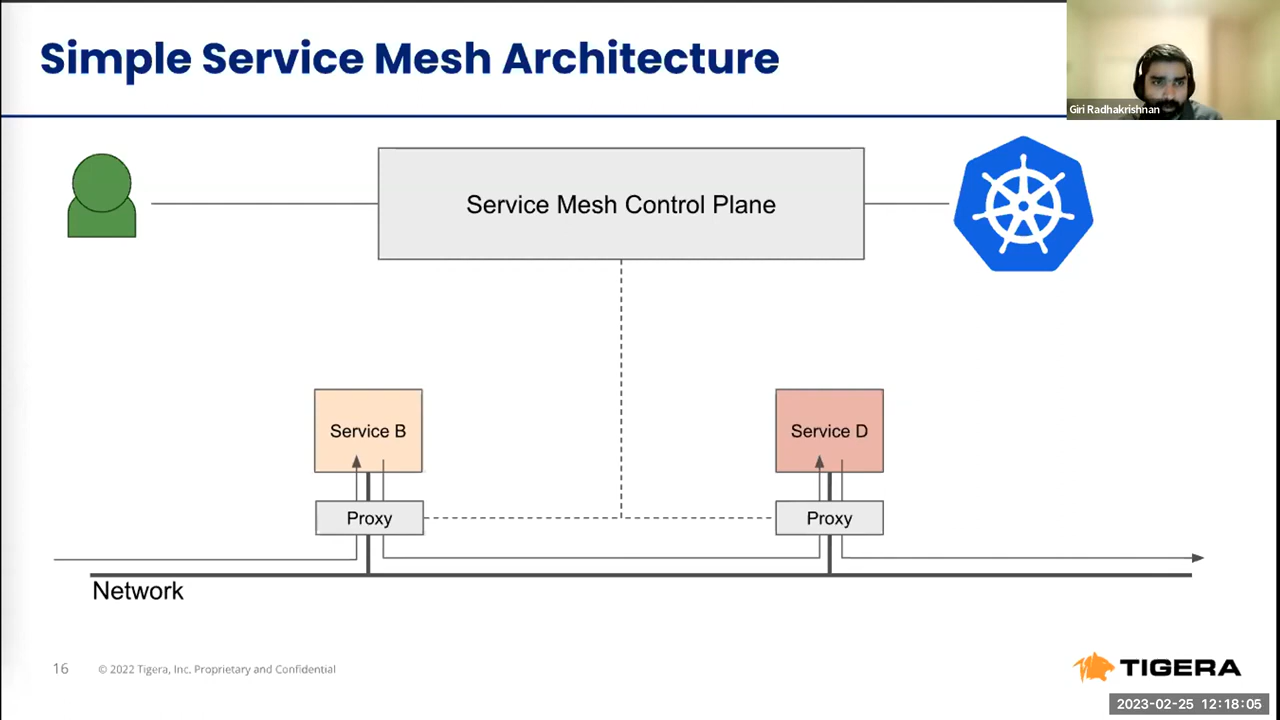 Simple Service Mesh Architecture
Giri Radhakrishnan
Service Mesh Control Plane
Service B
Service D
Proxy
Proxy
Network
16
© 2022 Tigera, Inc. Proprietary and Confidential
TIGERA
2023-02-25 12:18:05